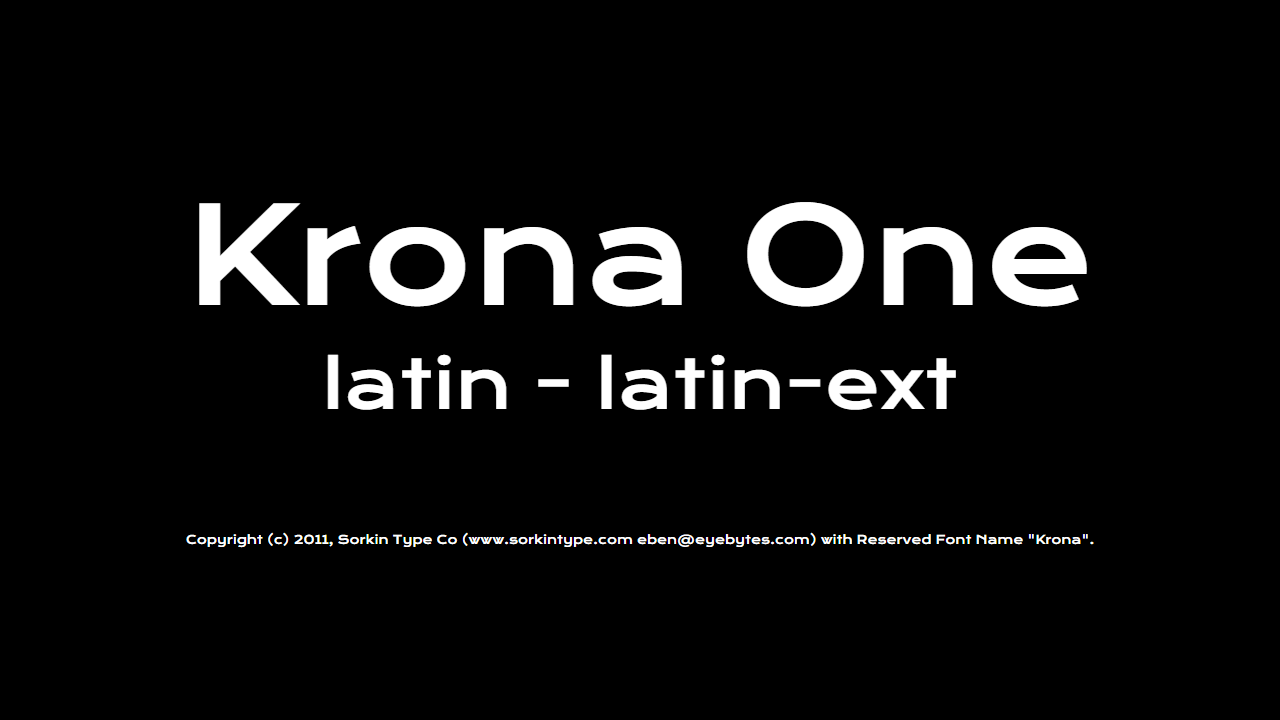 Krona One
latin - latin-ext
Copyright (c) 2011, Sorkin Type Co (www.sorkintype.com eben@eyebytes.com) with Reserved Font Name "Krona".